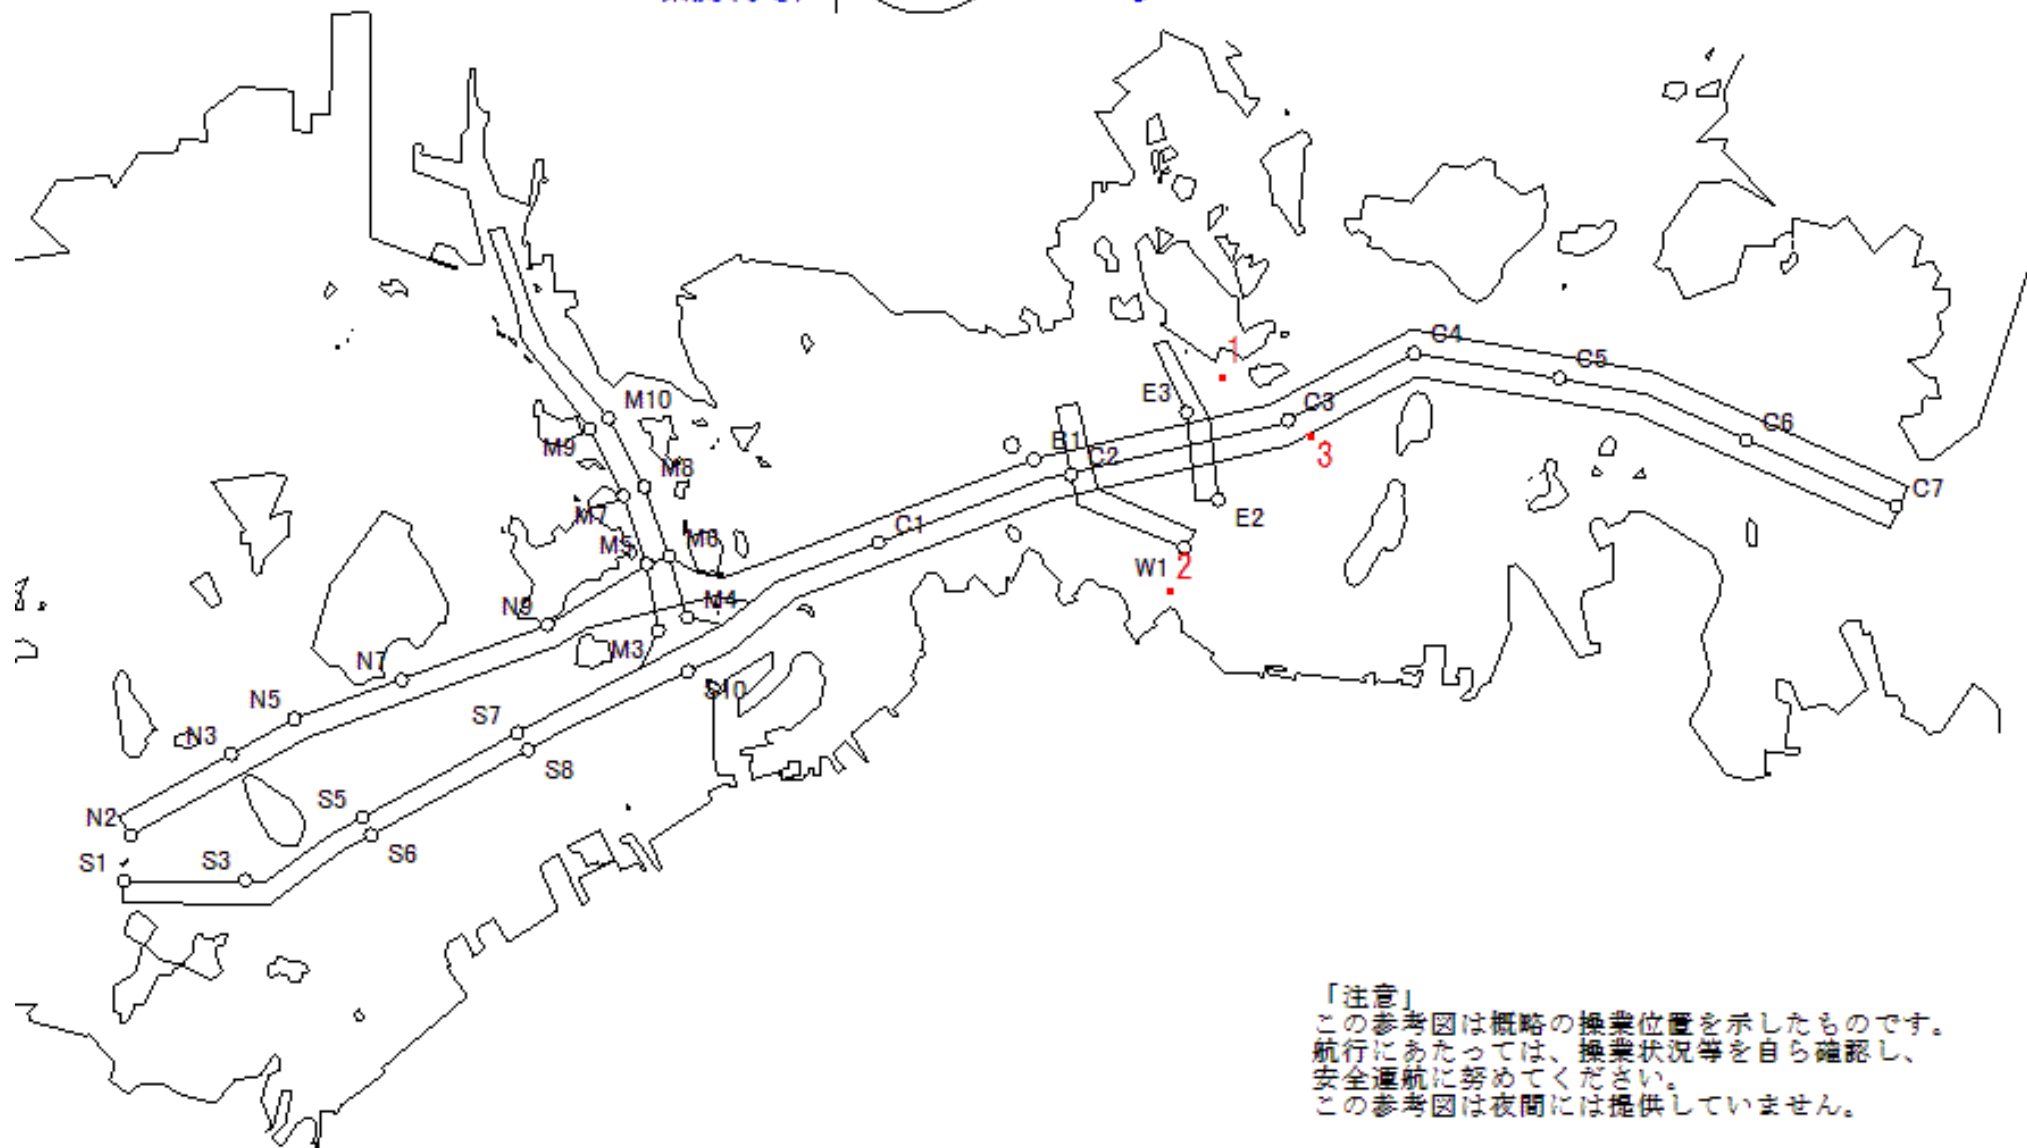 1
C4
C5
E3
M10
C3
C6
M9
B1
3
C2
M8
C7
M7
E2
C1
M6
M5
W1
2
N9
M4
M3
N7
S10
N5
S7
N3
S8
S5
N2
S6
S1
S3
「注意」
この参考図は概略の操業位置を示したものです。
航行にあたっては、操業状況等を自ら確認し、
安全運航に努めてください。
この参考図は夜間には提供していません。